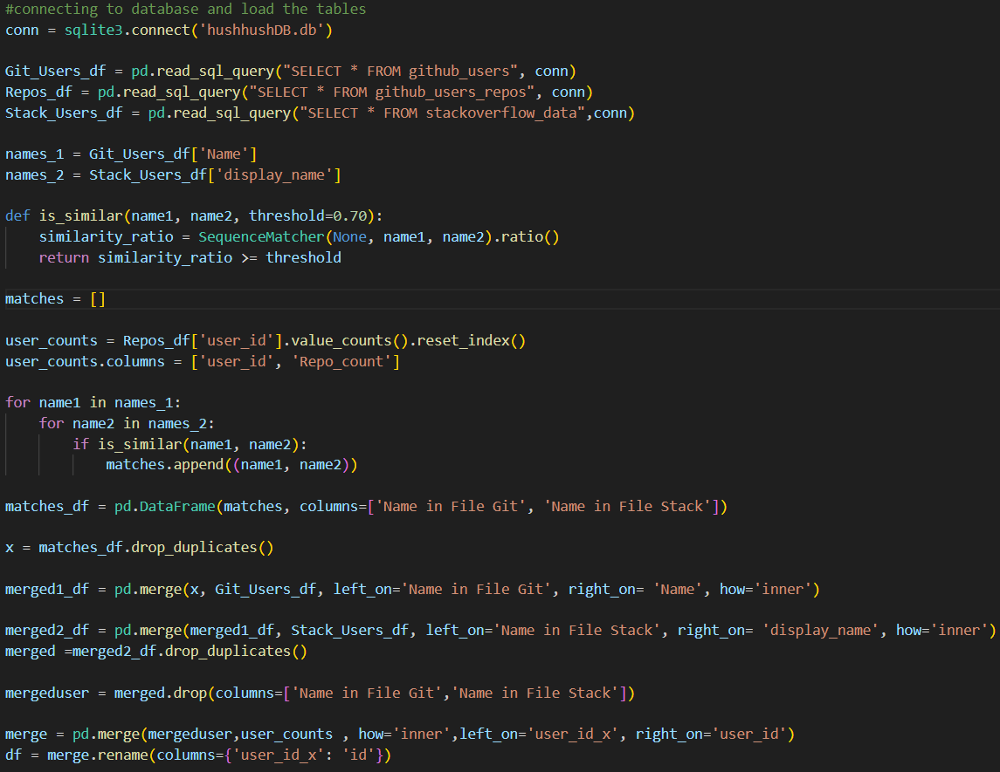 #connecting to database and load the tables
conn = sqlite3.connect('hushhushDB.db')
Git_Users_df = pd.read_sql_query("SELECT * FROM github_users", conn)
Repos_df = pd.read_sql_query("SELECT * FROM github_users_repos", conn)
Stack_Users_df = pd.read_sql_query("SELECT * FROM stackoverflow_data",conn)
names_1 = Git_Users_df['Name']
names_2 = Stack_Users_df['display_name']
def is_similar(name1, name2, threshold=0.70):
    similarity_ratio = SequenceMatcher(None, name1, name2).ratio()
    return similarity_ratio >= threshold
matches = []
user_counts = Repos_df['user_id'].value_counts().reset_index()
user_counts.columns = ['user_id', 'Repo_count']
for name1 in names_1:
    for name2 in names_2:
        if is_similar(name1, name2):
            matches.append((name1, name2))
matches_df = pd.DataFrame(matches, columns=['Name in File Git', 'Name in File Stack'])
x = matches_df.drop_duplicates()
merged1_df = pd.merge(x, Git_Users_df, left_on='Name in File Git', right_on= 'Name', how='inner')
merged2_df = pd.merge(merged1_df, Stack_Users_df, left_on='Name in File Stack', right_on= 'display_name', how='inner')
merged =merged2_df.drop_duplicates()
mergeduser = merged.drop(columns=['Name in File Git','Name in File Stack'])
merge = pd.merge(mergeduser,user_counts , how='inner',left_on='user_id_x', right_on='user_id')
df = merge.rename(columns={'user_id_x': 'id'})